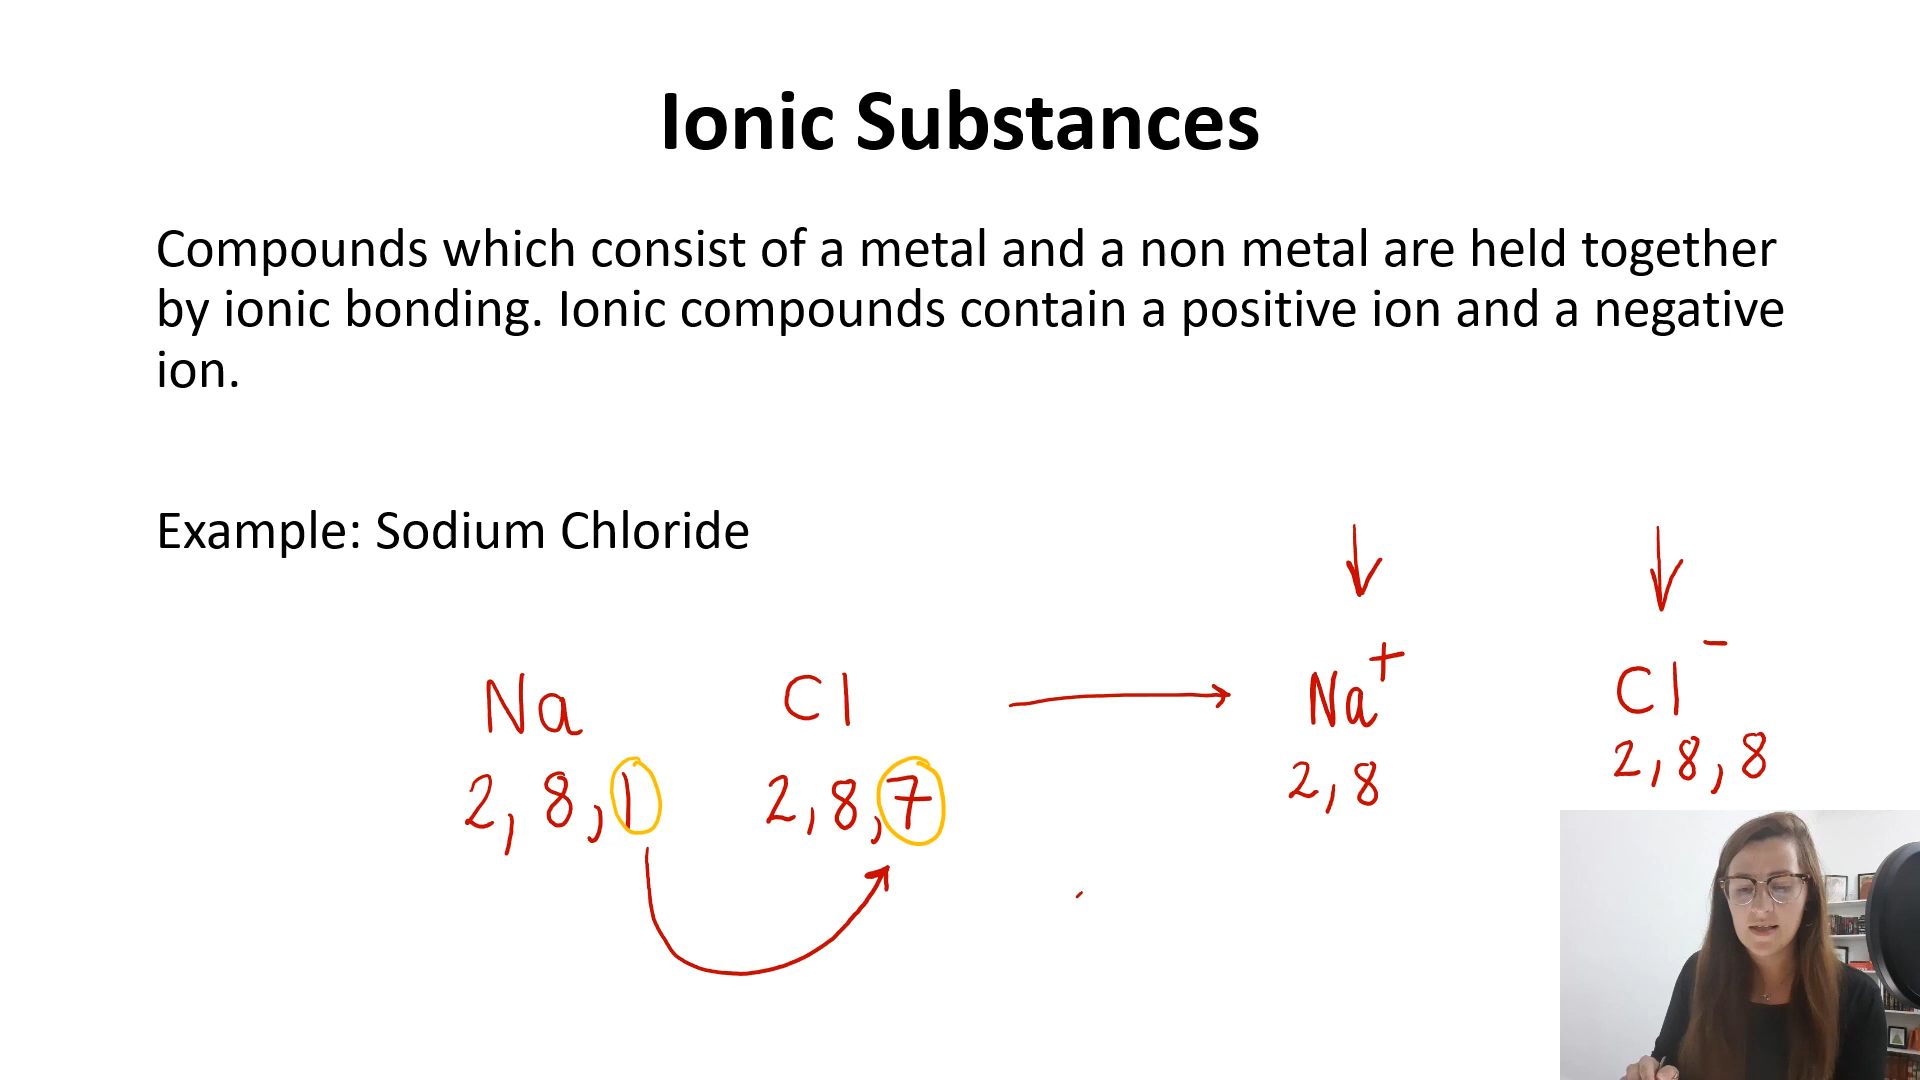 Ionic Substances
Compounds which consist of a metal and a non metal are held together
by ionic bonding. Ionic compounds contain a positive ion and a negative
ion.
Example: Sodium Chloride
Na Cl → Na⁺ Cl⁻
2, 8, 1 2, 8, 7 2, 8 2, 8, 8